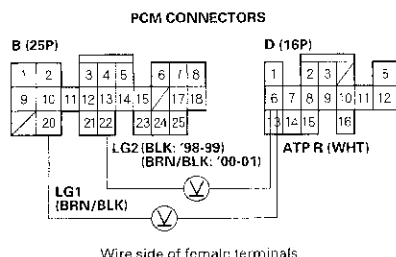 PCM CONNECTORS
B (25P)
D (16P)
1 2 3 4 5 6 7 8
1 2 3 5
9 10 11 12 13 14 15 17 18
6 7 8 9 10 11 12
20 21 22 23 24 25
13 14 15 16
LG2 (BLK: '98-99)
(BRN/BLK: '00-01)
ATP R (WHT)
LG1
(BRN/BLK)
V
V
Wire side of female terminals